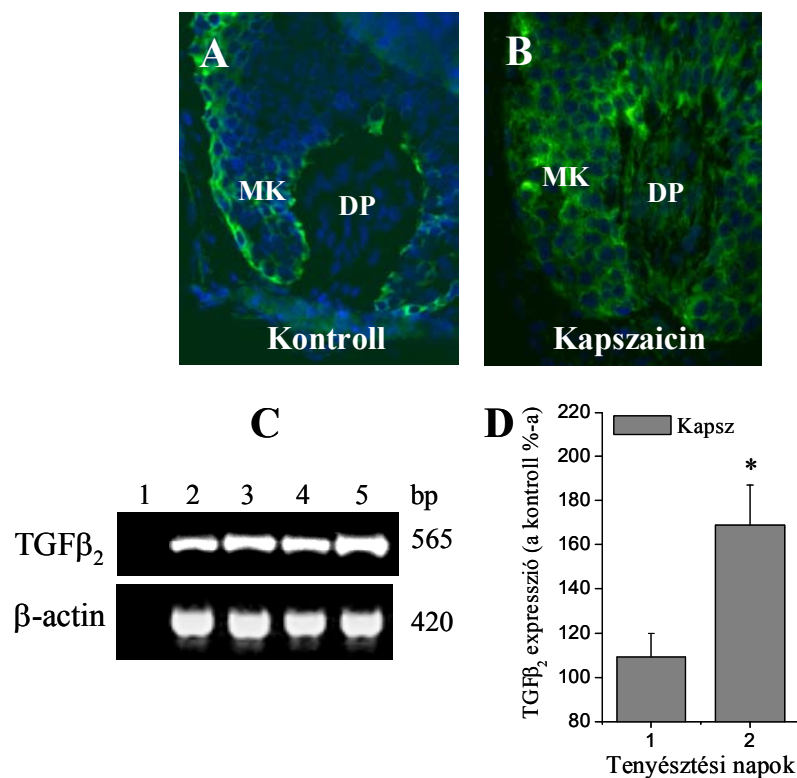 A
MK
DP
Kontroll
B
MK
DP
Kapszaicin
C
1 2 3 4 5 bp
TGFβ₂ 565
β-actin 420
D
TGFβ₂ expresszió (a kontroll %-a)
220
200
180
160
140
120
100
80
Kapsz
*
1 2
Tenyésztési napok